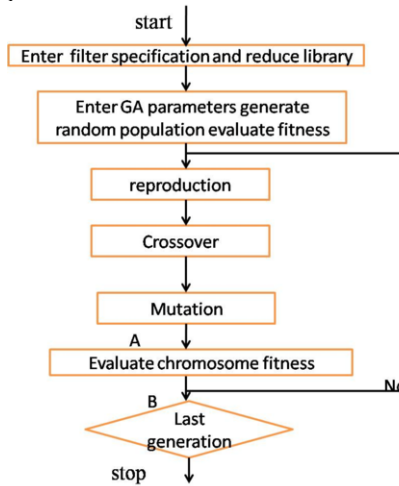 start
Enter filter specification and reduce library
Enter GA parameters generate
random population evaluate fitness
reproduction
Crossover
Mutation
A
Evaluate chromosome fitness
No
B
Last
generation
stop